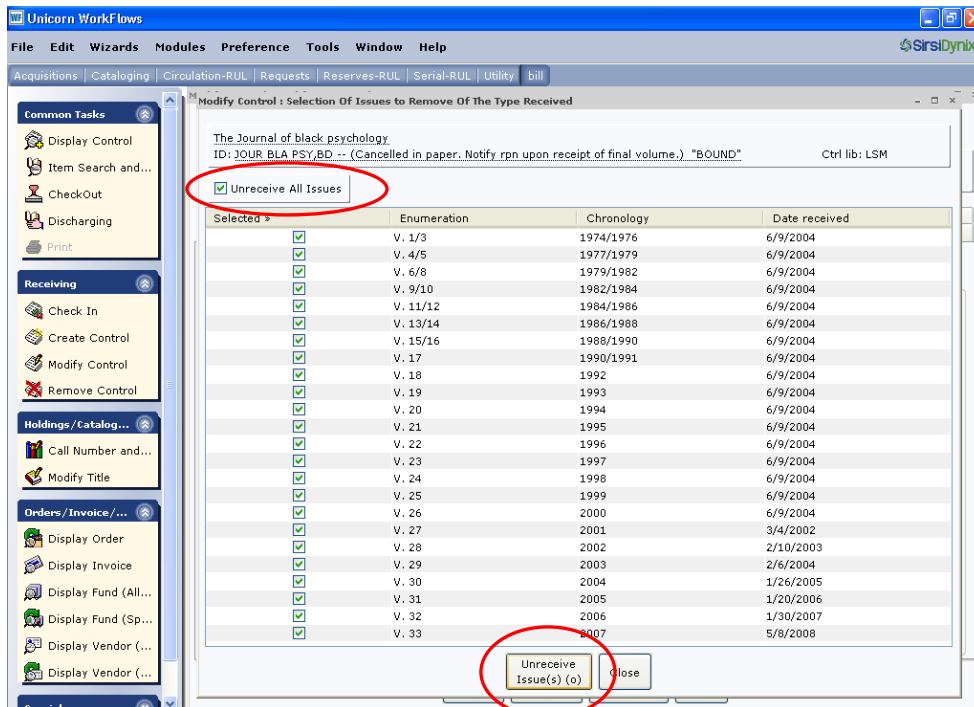 Unicorn WorkFlows
File Edit Wizards Modules Preference Tools Window Help
SirsiDynix
Acquisitions Cataloging Circulation-RUL Requests Reserves-RUL Serial-RUL Utility bill
Modify Control : Selection Of Issues to Remove Of The Type Received
Common Tasks
Display Control
Item Search and...
CheckOut
Discharging
Print
Receiving
Check In
Create Control
Modify Control
Remove Control
Holdings/Catalog...
Call Number and...
Modify Title
Orders/Invoice/...
Display Order
Display Invoice
Display Fund (All...
Display Fund (Sp...
Display Vendor (...
Display Vendor (...
The Journal of black psychology
ID: JOUR BLA PSY,BD -- (Cancelled in paper. Notify rpn upon receipt of final volume.) "BOUND" Ctrl lib: LSM
Unreceive All Issues
Selected » Enumeration Chronology Date received
V. 1/3 1974/1976 6/9/2004
V. 4/5 1977/1979 6/9/2004
V. 6/8 1979/1982 6/9/2004
V. 9/10 1982/1984 6/9/2004
V. 11/12 1984/1986 6/9/2004
V. 13/14 1986/1988 6/9/2004
V. 15/16 1988/1990 6/9/2004
V. 17 1990/1991 6/9/2004
V. 18 1992 6/9/2004
V. 19 1993 6/9/2004
V. 20 1994 6/9/2004
V. 21 1995 6/9/2004
V. 22 1996 6/9/2004
V. 23 1997 6/9/2004
V. 24 1998 6/9/2004
V. 25 1999 6/9/2004
V. 26 2000 6/9/2004
V. 27 2001 3/4/2002
V. 28 2002 2/10/2003
V. 29 2003 2/6/2004
V. 30 2004 1/26/2005
V. 31 2005 1/20/2006
V. 32 2006 1/30/2007
V. 33 2007 5/8/2008
Unreceive
Issue(s) (o)
Close